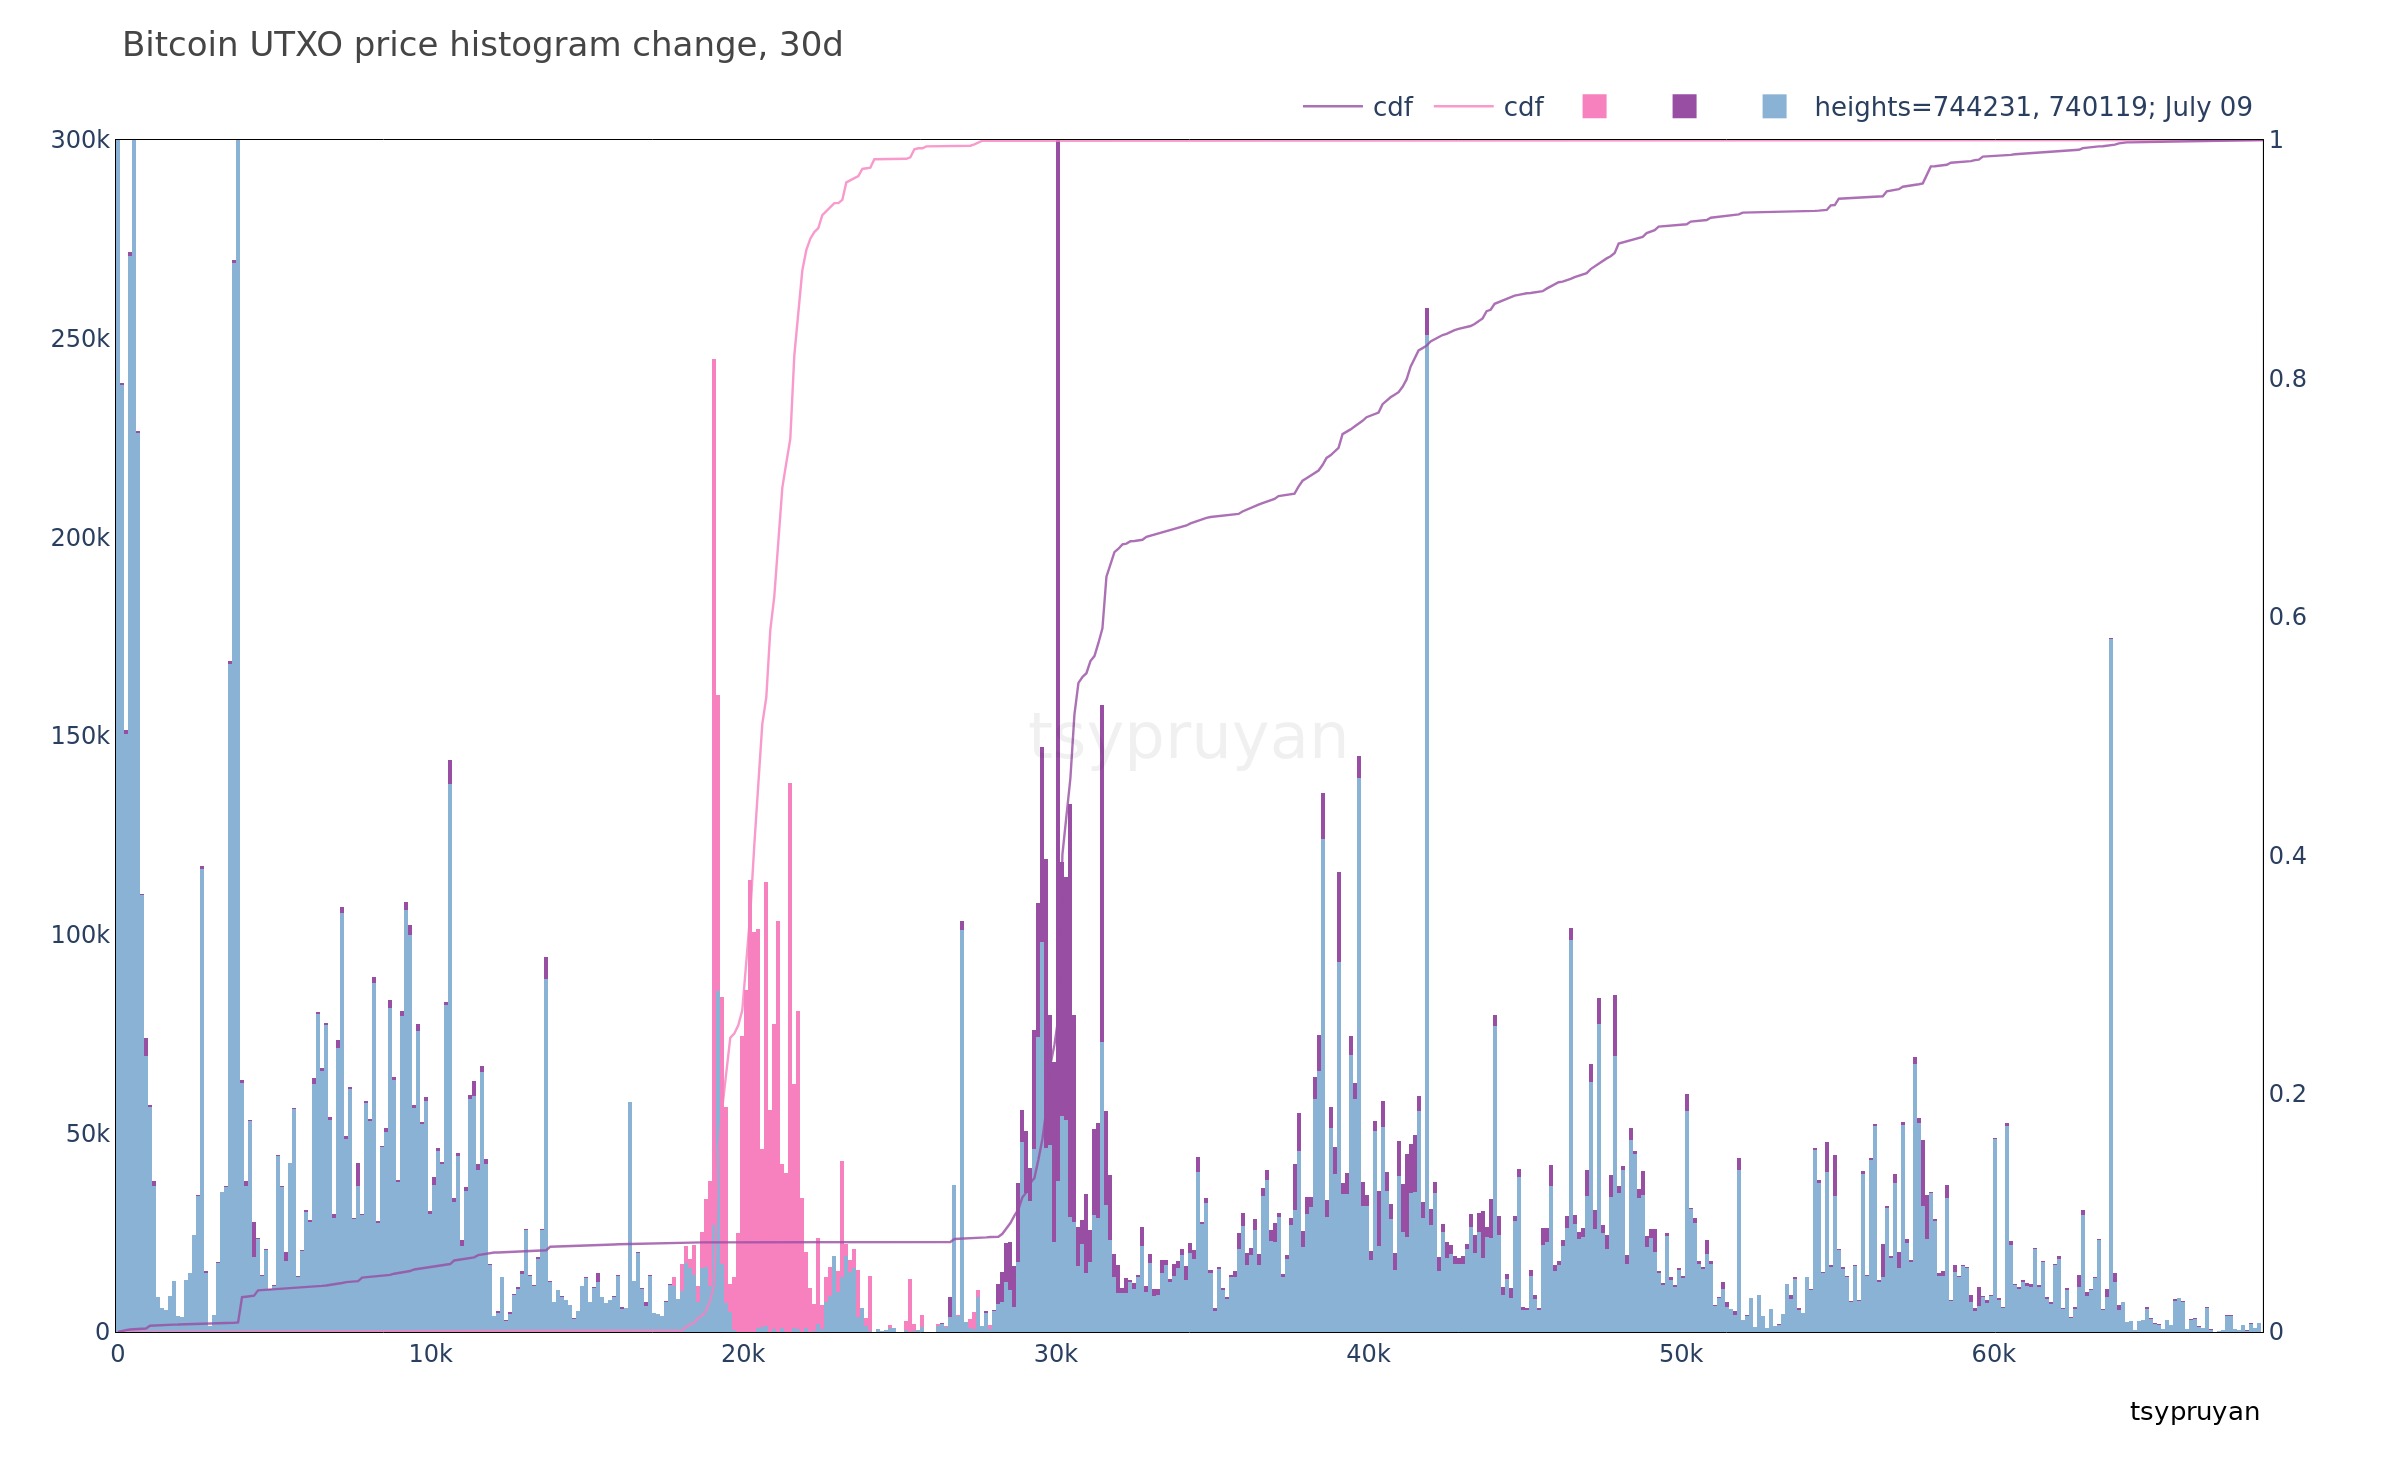 Bitcoin UTXO price histogram change, 30d
cdf cdf heights=744231, 740119; July 09
300k
250k
200k
150k
100k
50k
0
1
0.8
0.6
0.4
0.2
0
tsypruyan
0 10k 20k 30k 40k 50k 60k
tsypruyan